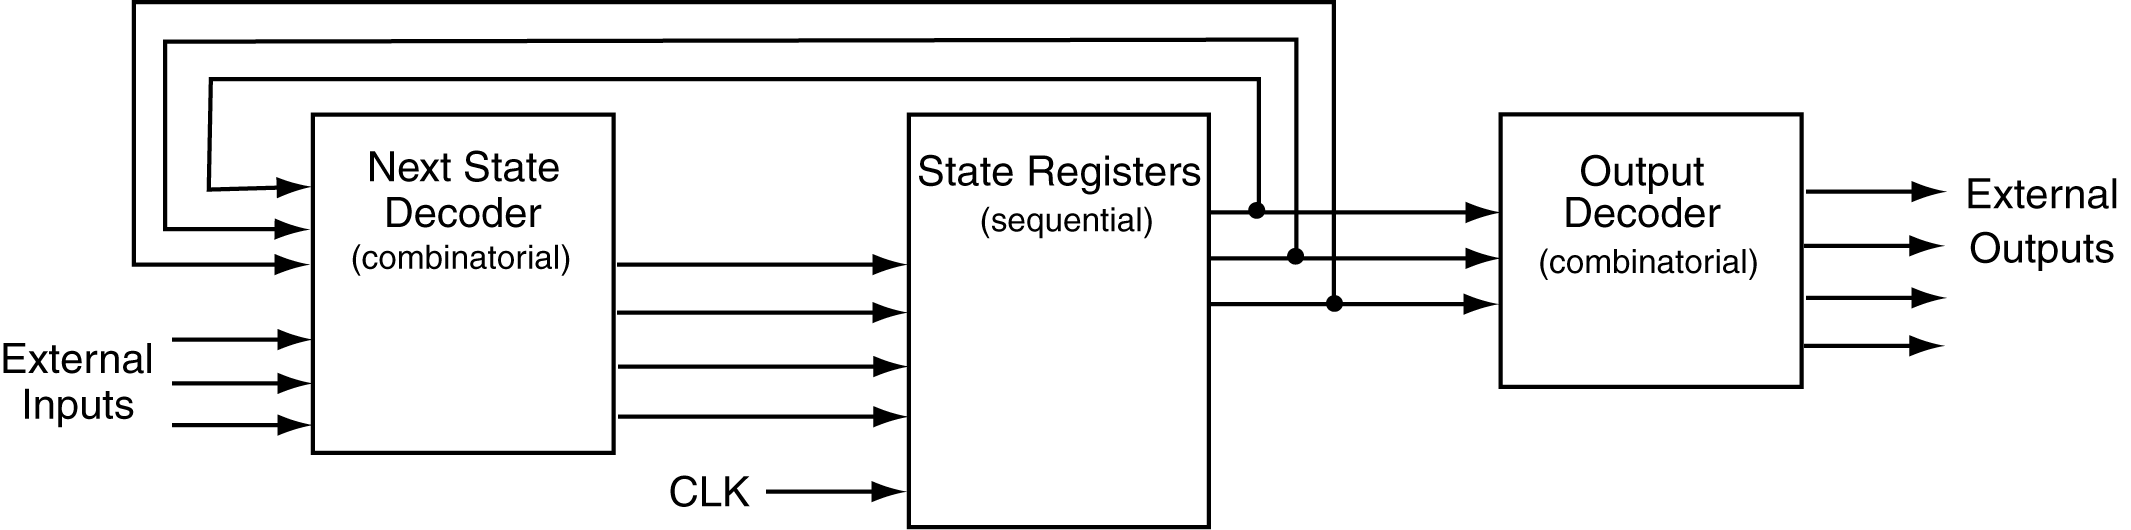 Next State
Decoder
(combinatorial)
State Registers
(sequential)
Output
Decoder
(combinatorial)
External
Outputs
External
Inputs
CLK